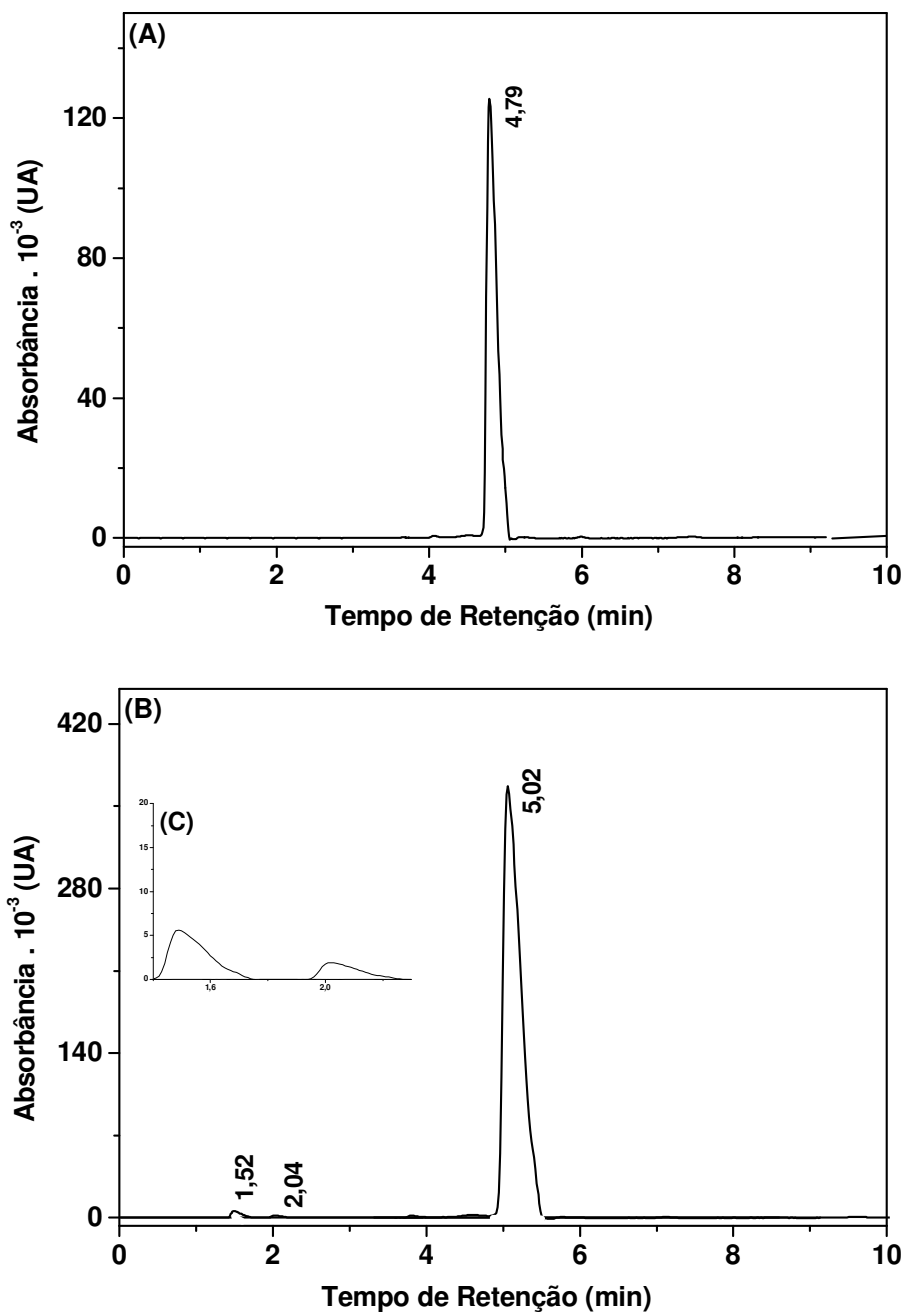 (A)
4,79
120
80
40
0
0 2 4 6 8 10
Absorbância . 10⁻³ (UA)
Tempo de Retenção (min)
(B)
5,02
420
280
140
0
(C)
20
15
10
5
0
1,6 2,0
1,52
2,04
0 2 4 6 8 10
Absorbância . 10⁻³ (UA)
Tempo de Retenção (min)